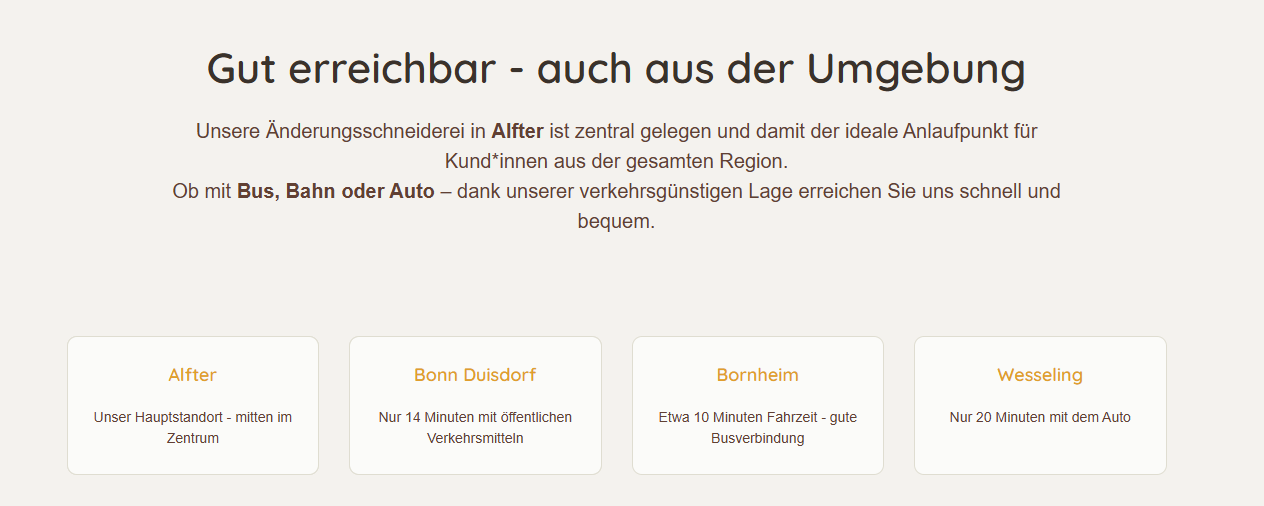 Gut erreichbar - auch aus der Umgebung
Unsere Änderungsschneiderei in Alfter ist zentral gelegen und damit der ideale Anlaufpunkt für
Kund*innen aus der gesamten Region.
Ob mit Bus, Bahn oder Auto – dank unserer verkehrsgünstigen Lage erreichen Sie uns schnell und
bequem.
Alfter
Unser Hauptstandort - mitten im
Zentrum
Bonn Duisdorf
Nur 14 Minuten mit öffentlichen
Verkehrsmitteln
Bornheim
Etwa 10 Minuten Fahrzeit - gute
Busverbindung
Wesseling
Nur 20 Minuten mit dem Auto